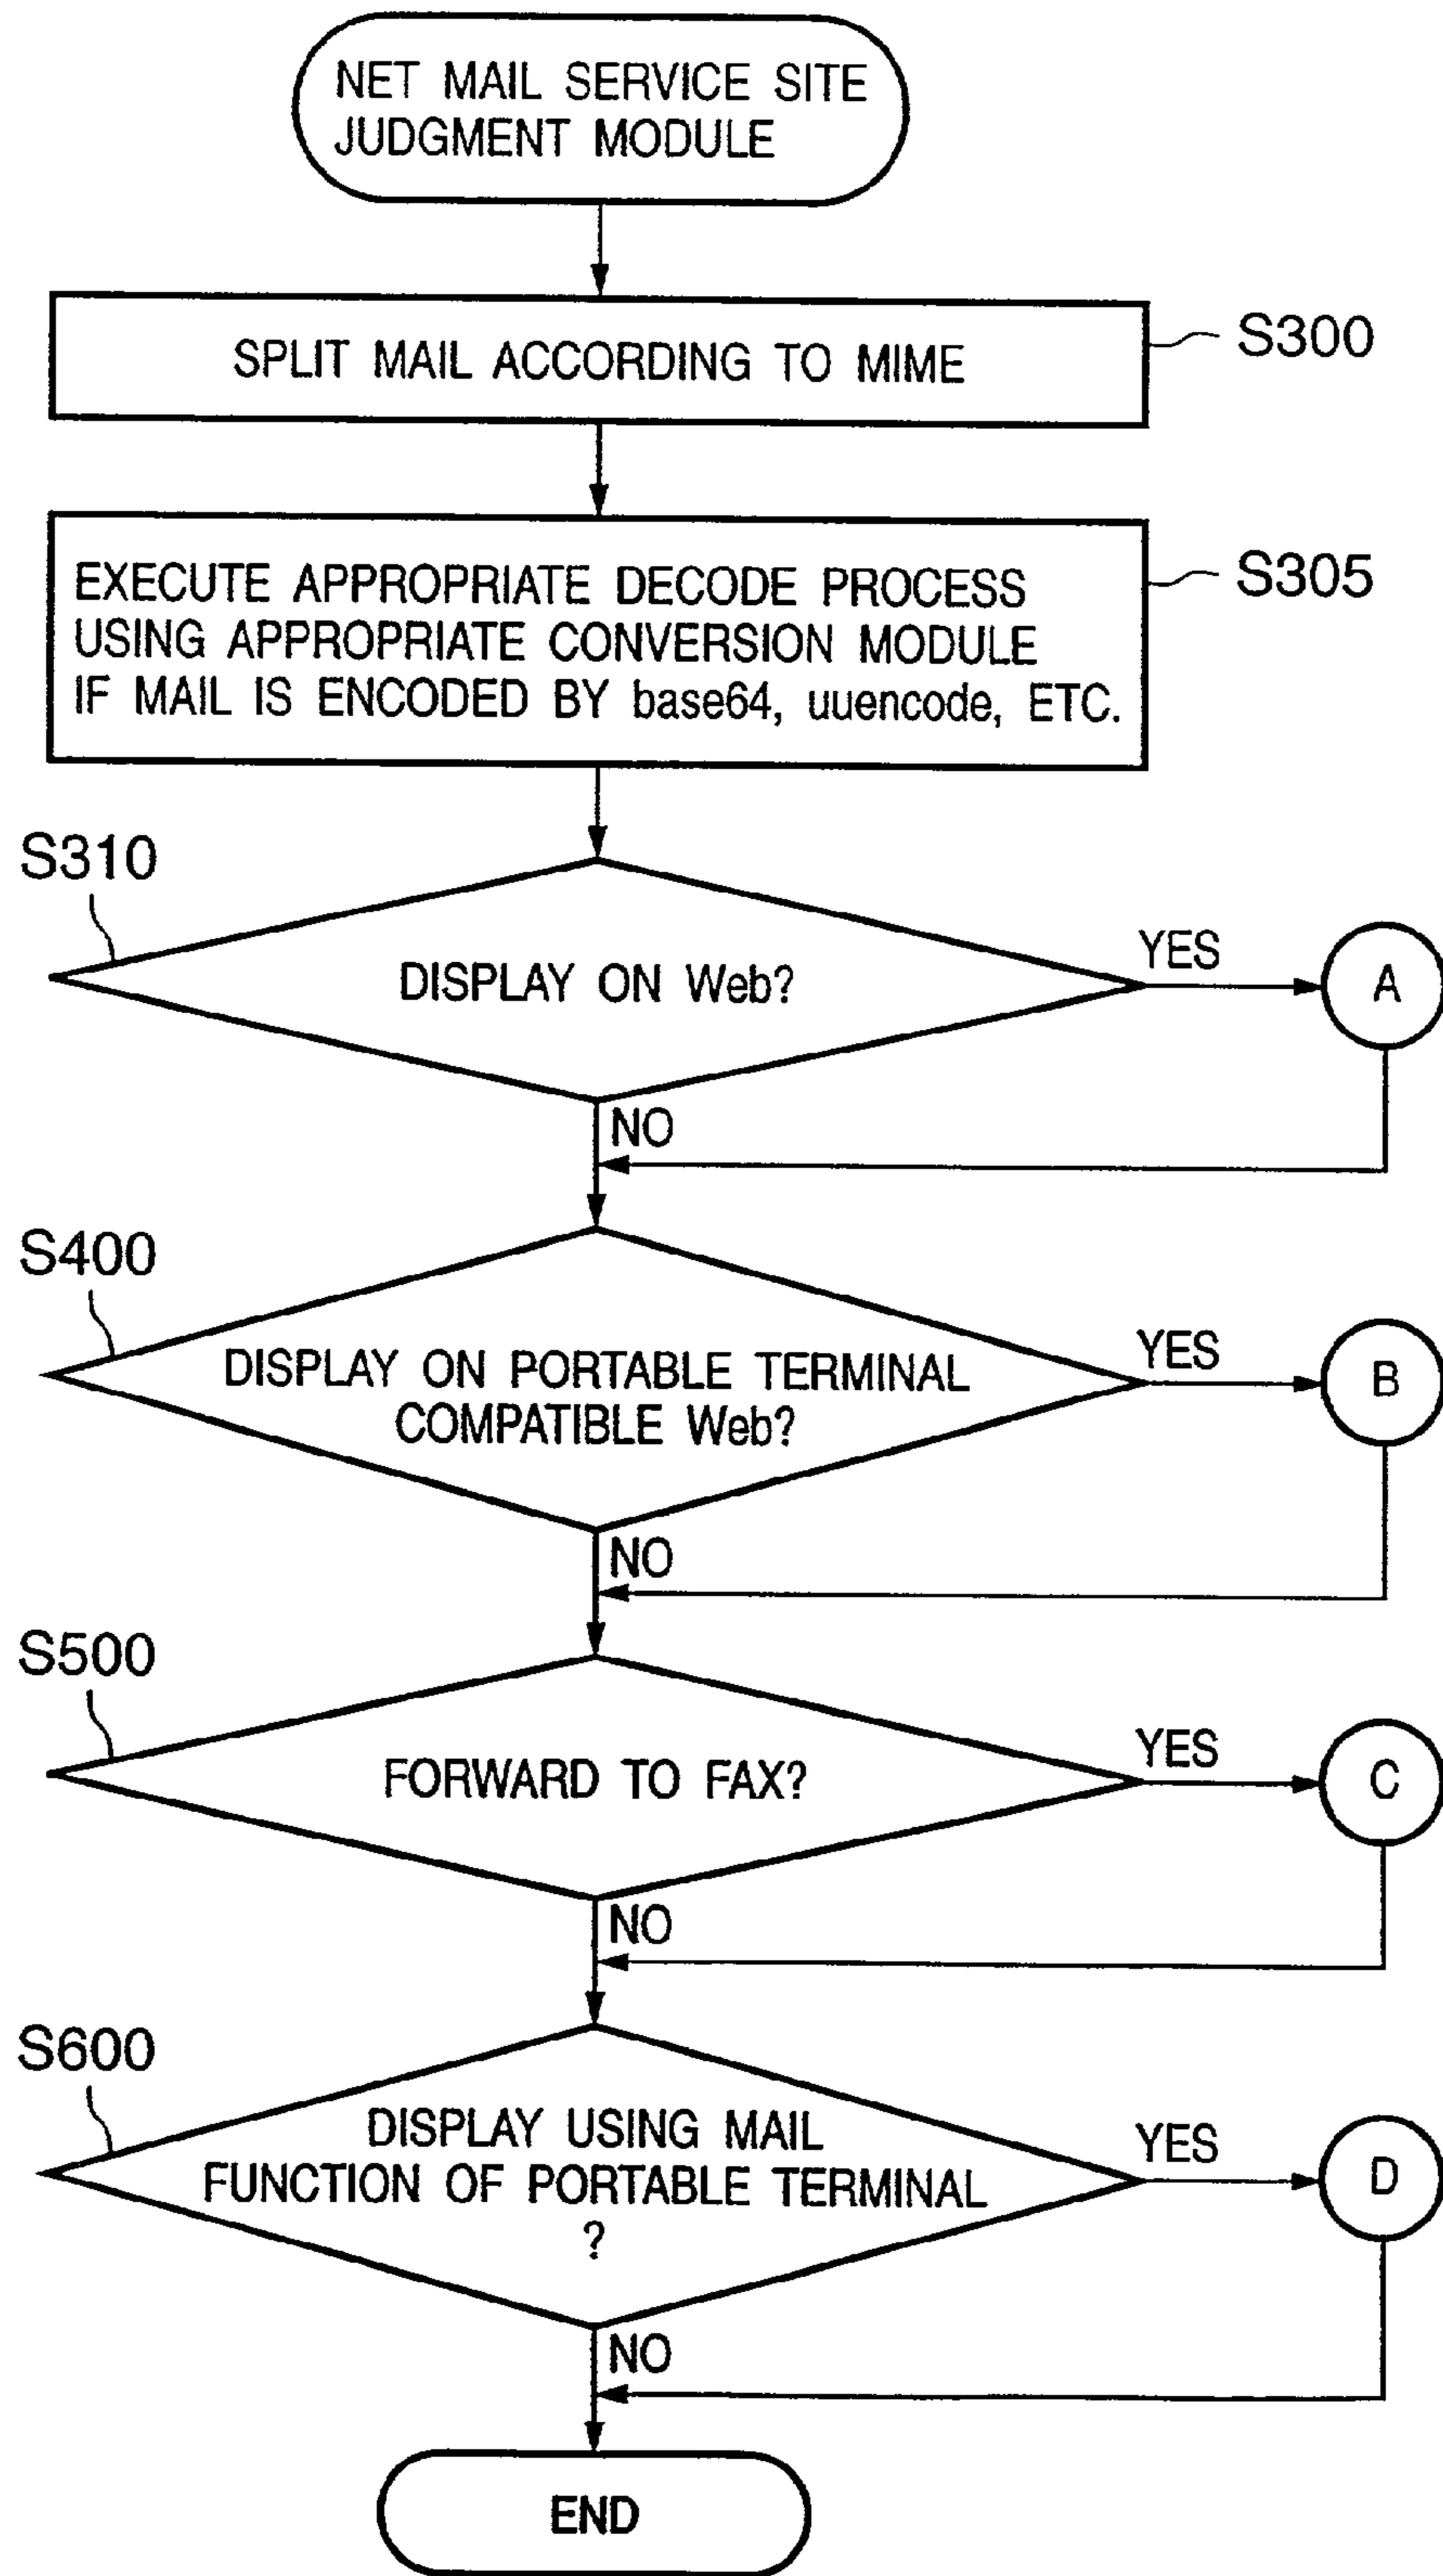 NET MAIL SERVICE SITE
JUDGMENT MODULE
SPLIT MAIL ACCORDING TO MIME
S300
EXECUTE APPROPRIATE DECODE PROCESS
USING APPROPRIATE CONVERSION MODULE
IF MAIL IS ENCODED BY base64, uuencode, ETC.
S305
S310
DISPLAY ON Web?
YES
A
NO
S400
DISPLAY ON PORTABLE TERMINAL
COMPATIBLE Web?
YES
B
NO
S500
FORWARD TO FAX?
YES
C
NO
S600
DISPLAY USING MAIL
FUNCTION OF PORTABLE TERMINAL
?
YES
D
NO
END